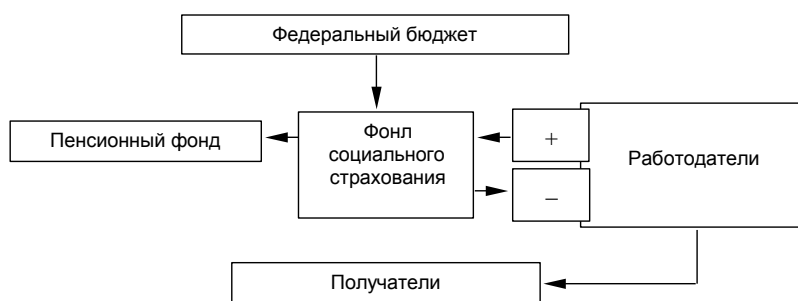 Федеральный бюджет
Пенсионный фонд
Фонл
социального
страхования
+
−
Работодатели
Получатели